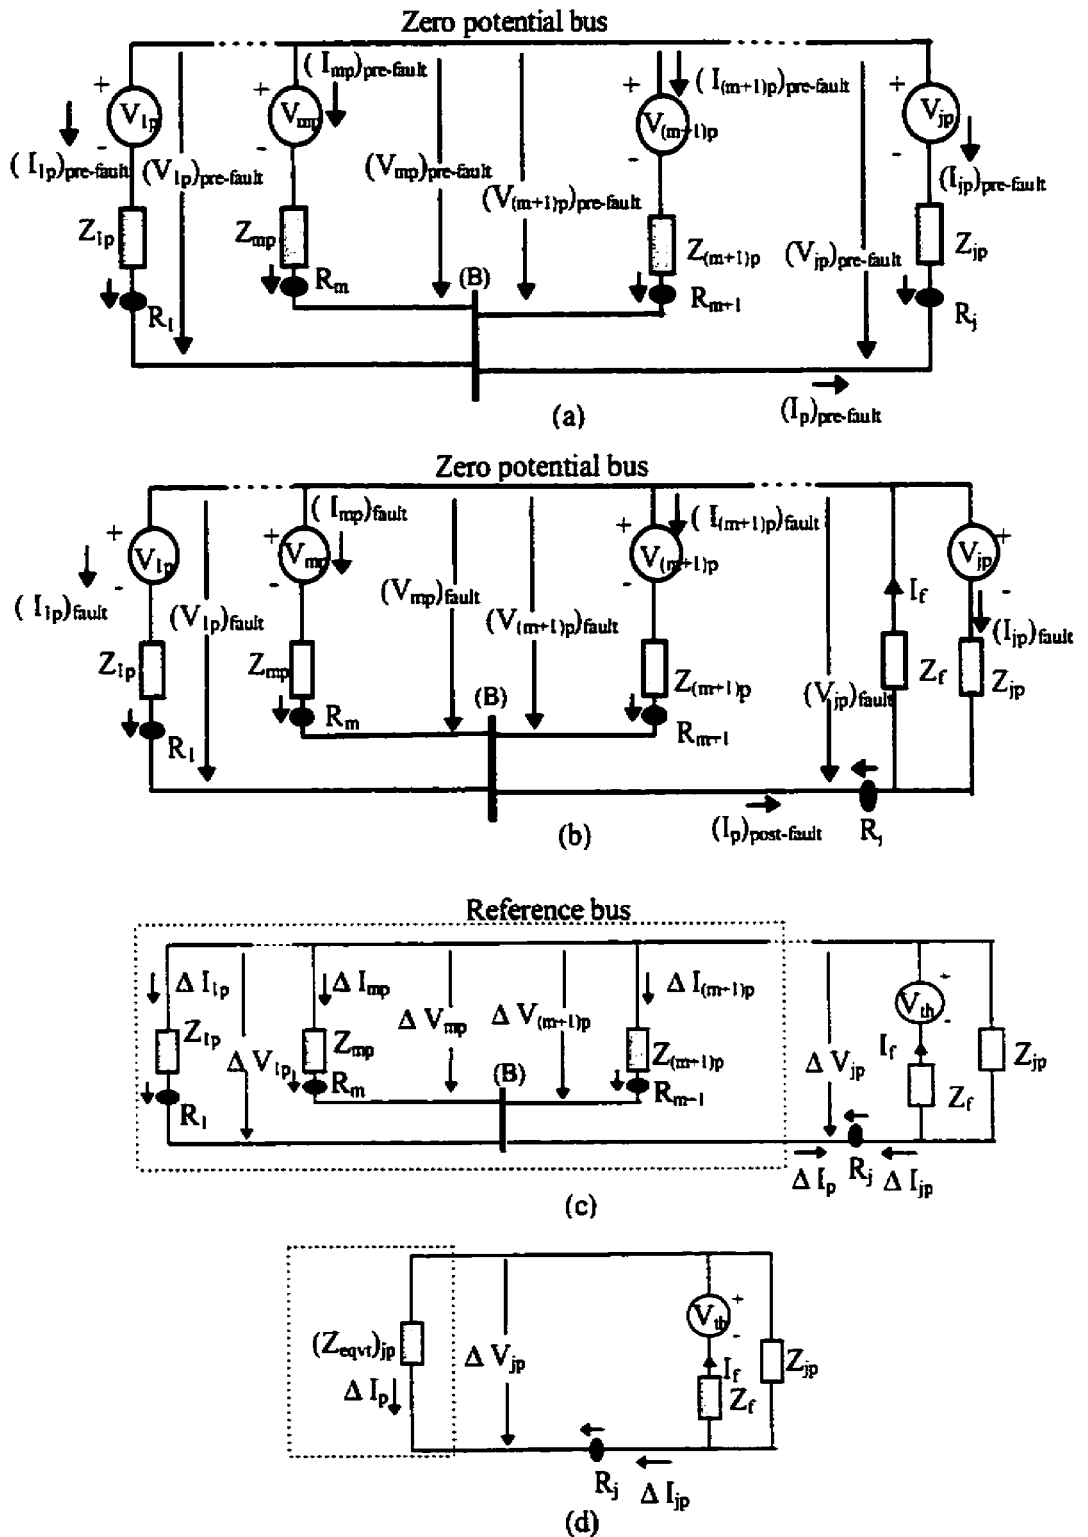 Zero potential bus
+ V1p - (I1p)pre-fault (V1p)pre-fault Z1p R1
(Imp)pre-fault + Vmp - Zmp Rm
(Vmp)pre-fault (V(m+1)p)pre-fault (B)
(I(m+1)p)pre-fault + V(m+1)p - Z(m+1)p Rm+1
(Vjp)pre-fault + Vjp - (Ijp)pre-fault Zjp Rj
(Ip)pre-fault
(a)
Zero potential bus
+ V1p - (I1p)fault (V1p)fault Z1p R1
(Imp)fault + Vmp - Zmp Rm
(Vmp)fault (V(m+1)p)fault (B)
(I(m+1)p)fault + V(m+1)p - Z(m+1)p Rm+1
(Vjp)fault If Zf Vjp + - (Ijp)fault Zjp
(Ip)post-fault Rj
(b)
Reference bus
Δ I1p Z1p R1 Δ V1p
Δ Imp Zmp Rm
Δ Vmp Δ V(m+1)p (B)
Δ I(m+1)p Z(m+1)p Rm+1
Δ Vjp + Vth - If Zf Zjp
Δ Ip Rj Δ Ijp
(c)
(Zeqvt)jp Δ Ip Δ Vjp
Vth + - If Zf Zjp
Rj Δ Ijp
(d)